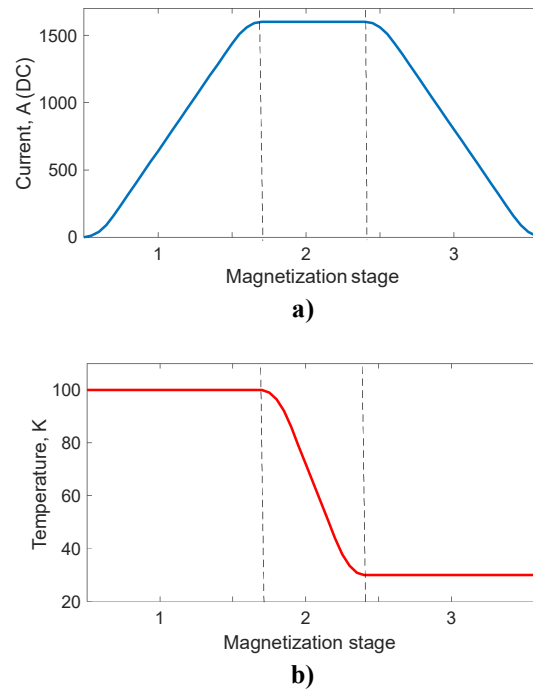 1500
1000
500
0
Current, A (DC)
1 2 3
Magnetization stage
a)
100
80
60
40
20
Temperature, K
1 2 3
Magnetization stage
b)